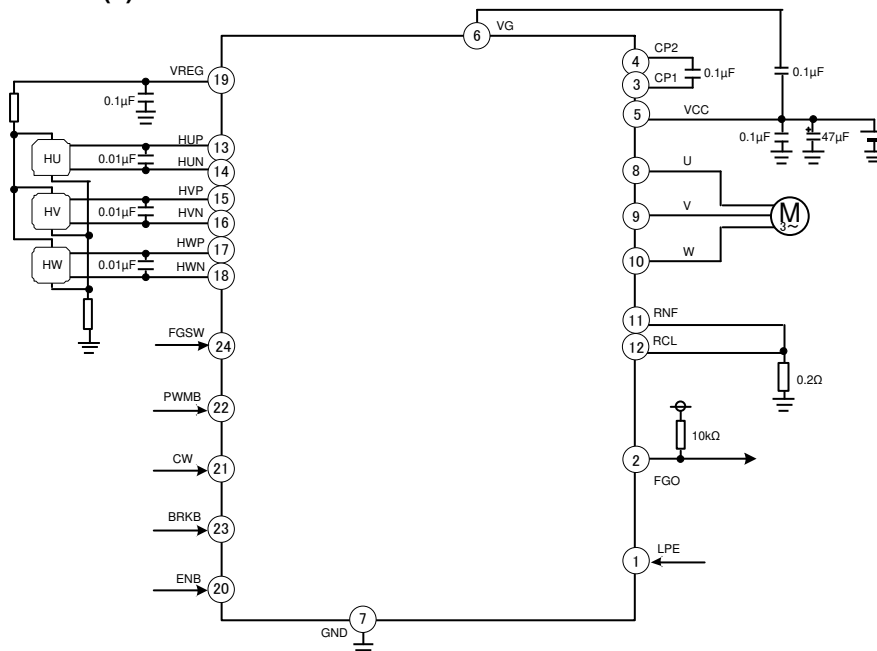 6
VG
VREG
19
0.1µF
4
CP2
0.1µF
3
CP1
0.1µF
5
VCC
0.1µF
47µF
HU
HUP
13
0.01µF
HUN
14
HV
HVP
15
0.01µF
HVN
16
HW
HWP
17
0.01µF
HWN
18
8
U
9
V
M
3~
10
W
11
RNF
12
RCL
0.2Ω
FGSW
24
PWMB
22
10kΩ
2
FGO
CW
21
BRKB
23
1
LPE
ENB
20
7
GND